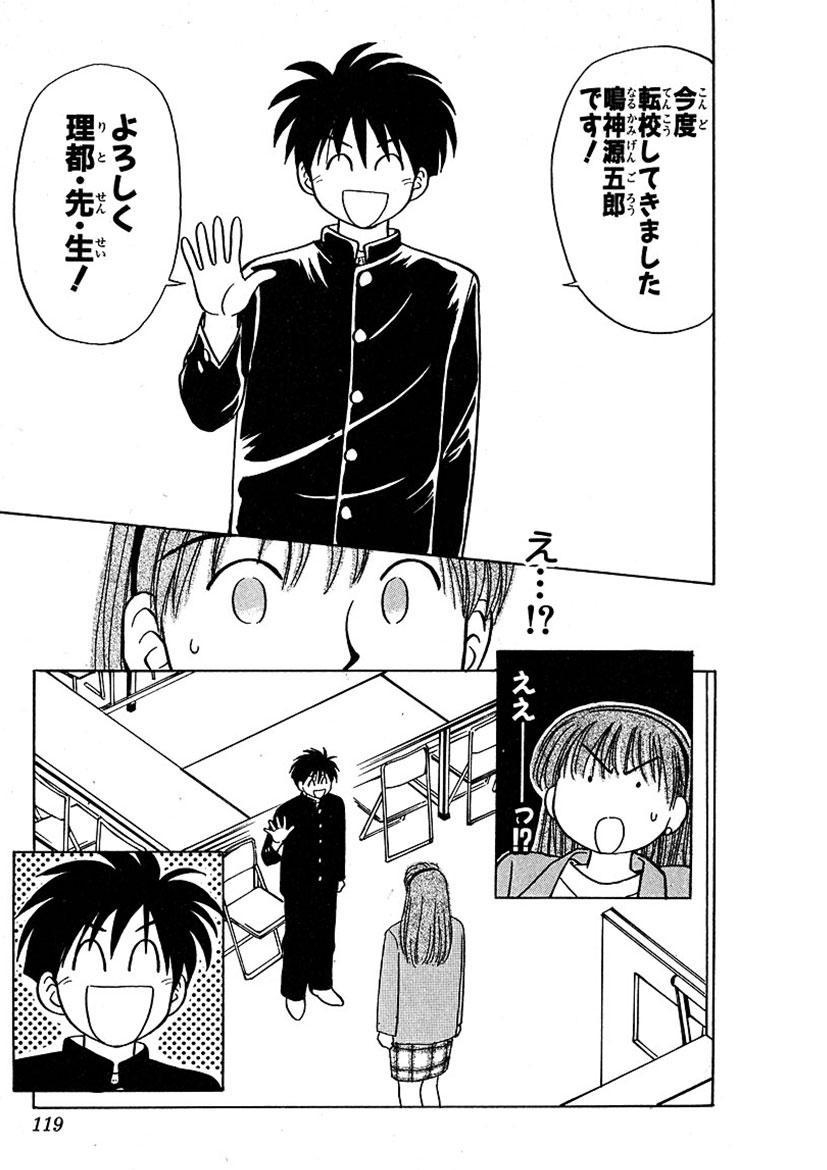 今度
転校してきました
鳴神源五郎
です!
よろしく
理都・先・生!
え…!?
ええーっ!?
119